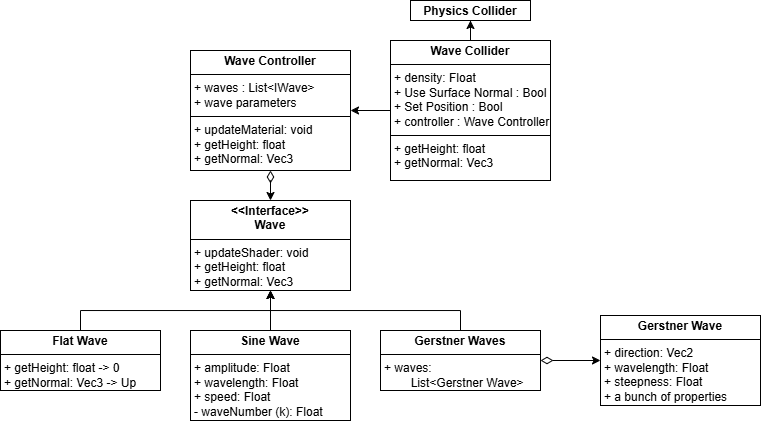 Physics Collider
Wave Controller
+ waves : List<IWave>
+ wave parameters
+ updateMaterial: void
+ getHeight: float
+ getNormal: Vec3
Wave Collider
+ density: Float
+ Use Surface Normal : Bool
+ Set Position : Bool
+ controller : Wave Controller
+ getHeight: float
+ getNormal: Vec3
<<Interface>>
Wave
+ updateShader: void
+ getHeight: float
+ getNormal: Vec3
Flat Wave
+ getHeight: float -> 0
+ getNormal: Vec3 -> Up
Sine Wave
+ amplitude: Float
+ wavelength: Float
+ speed: Float
- waveNumber (k): Float
Gerstner Waves
+ waves:
List<Gerstner Wave>
Gerstner Wave
+ direction: Vec2
+ wavelength: Float
+ steepness: Float
+ a bunch of properties